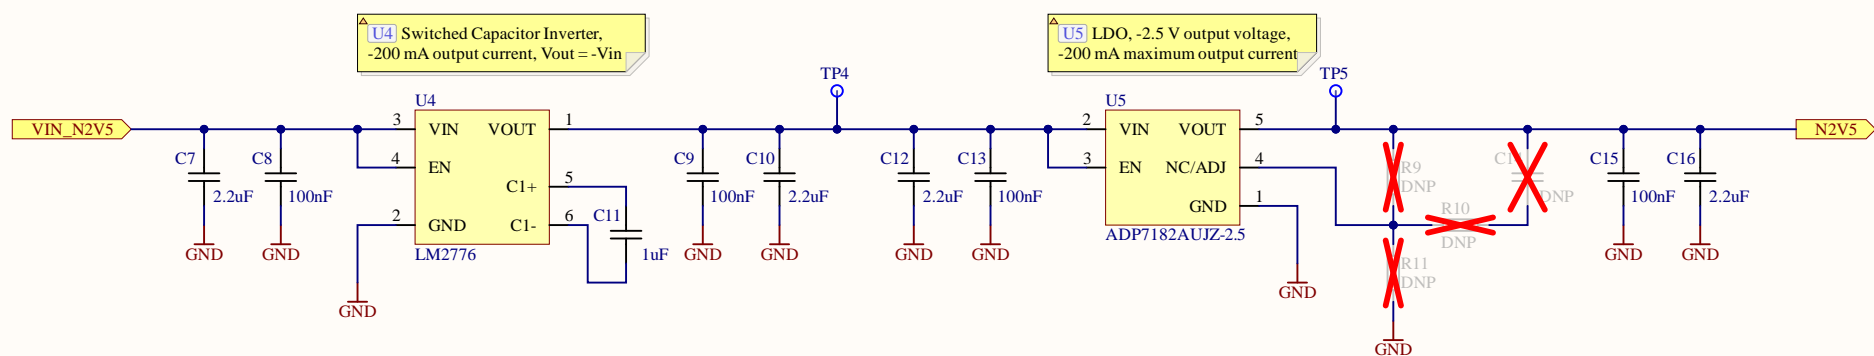 U4 Switched Capacitor Inverter,
-200 mA output current, Vout = -Vin
U5 LDO, -2.5 V output voltage,
-200 mA maximum output current
TP4
TP5
U4
U5
VIN_N2V5
3
VIN
VOUT
1
2
VIN
VOUT
5
N2V5
C7
2.2uF
C8
100nF
4
EN
C1+
5
C9
100nF
C10
2.2uF
C12
2.2uF
C13
100nF
3
EN
NC/ADJ
4
R9
DNP
DNP
C15
100nF
C16
2.2uF
2
GND
C1-
6
C11
1uF
GND
1
R10
DNP
LM2776
ADP7182AUJZ-2.5
R11
DNP
GND
GND
GND
GND
GND
GND
GND
GND
GND
GND
GND